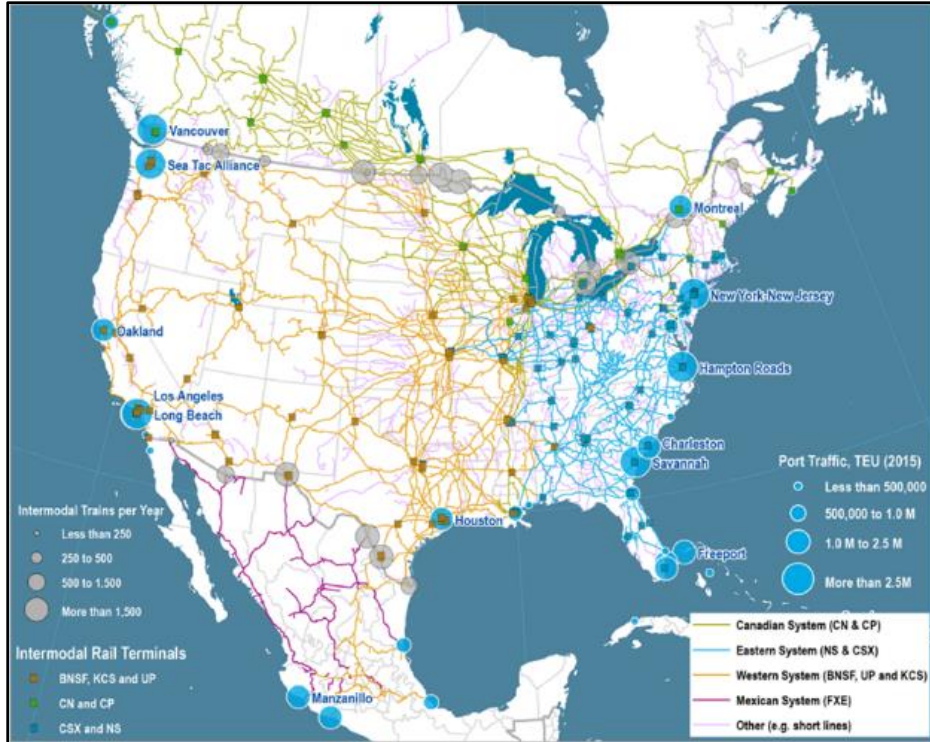 Vancouver
Sea Tac Alliance
Montreal
New York-New Jersey
Oakland
Hampton Roads
Los Angeles
Long Beach
Charleston
Savannah
Houston
Freeport
Manzanillo
Port Traffic, TEU (2015)
Less than 500,000
500,000 to 1.0 M
1.0 M to 2.5 M
More than 2.5M
Intermodal Trains per Year
Less than 250
250 to 500
500 to 1,500
More than 1,500
Intermodal Rail Terminals
BNSF, KCS and UP
CN and CP
CSX and NS
Canadian System (CN & CP)
Eastern System (NS & CSX)
Western System (BNSF, UP and KCS)
Mexican System (FXE)
Other (e.g. short lines)